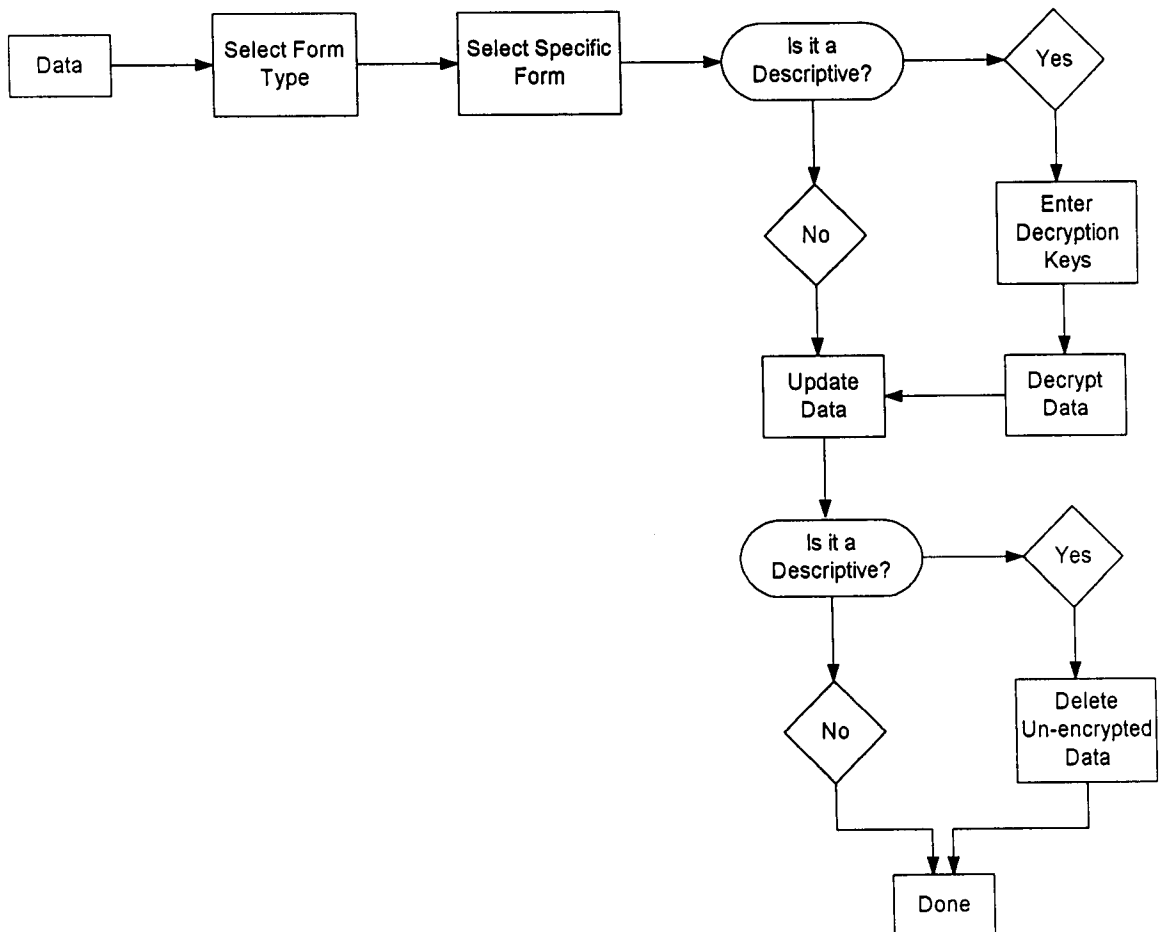 Data
Select Form
Type
Select Specific
Form
Is it a
Descriptive?
Yes
No
Enter
Decryption
Keys
Update
Data
Decrypt
Data
Is it a
Descriptive?
Yes
No
Delete
Un-encrypted
Data
Done